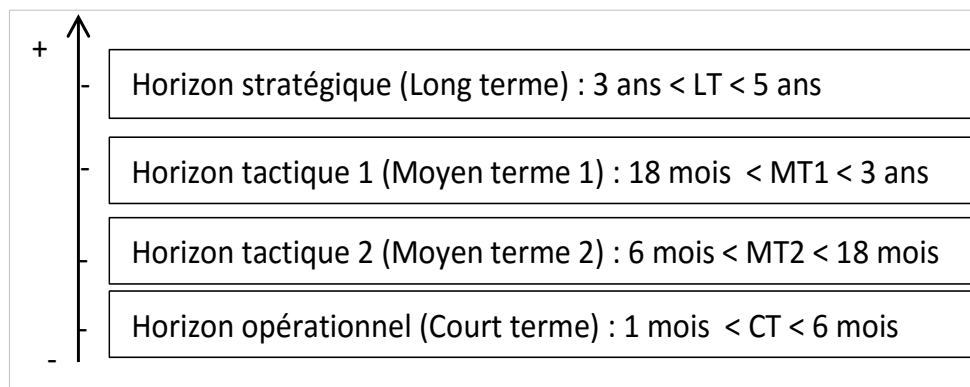 +
- Horizon stratégique (Long terme) : 3 ans < LT < 5 ans
- Horizon tactique 1 (Moyen terme 1) : 18 mois  < MT1 < 3 ans
- Horizon tactique 2 (Moyen terme 2) : 6 mois < MT2 < 18 mois
- Horizon opérationnel (Court terme) : 1 mois  < CT < 6 mois
-